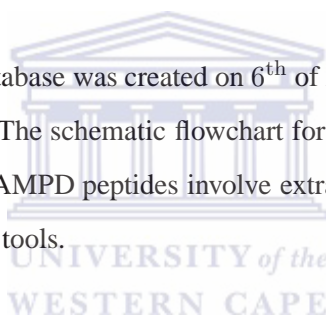 tabase was created on 6th of
The schematic flowchart for
AMPD peptides involve extra
tools.
UNIVERSITY of the
WESTERN CAPE